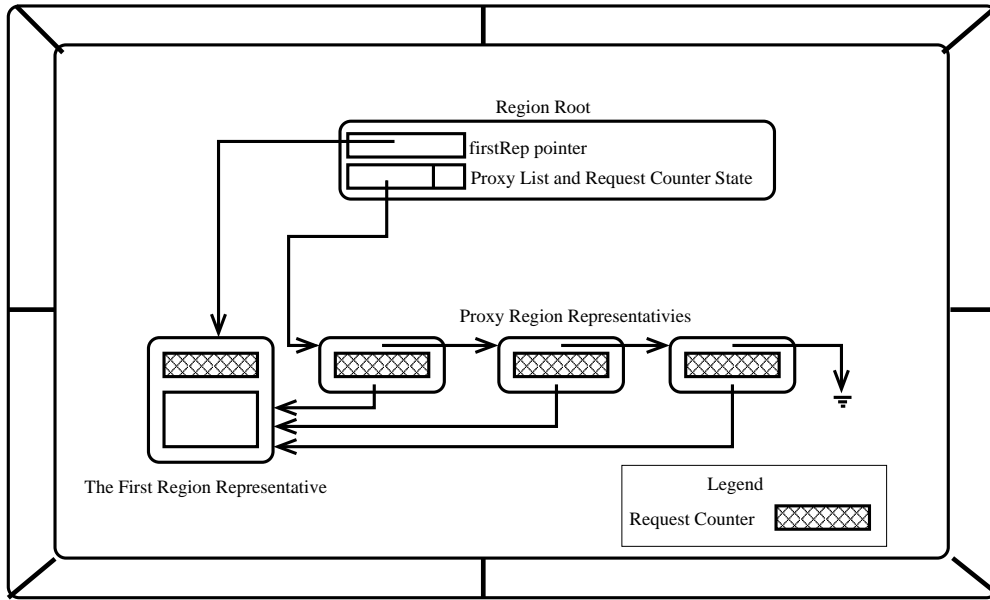 Region Root
firstRep pointer
Proxy List and Request Counter State
Proxy Region Representativies
The First Region Representative
Legend
Request Counter